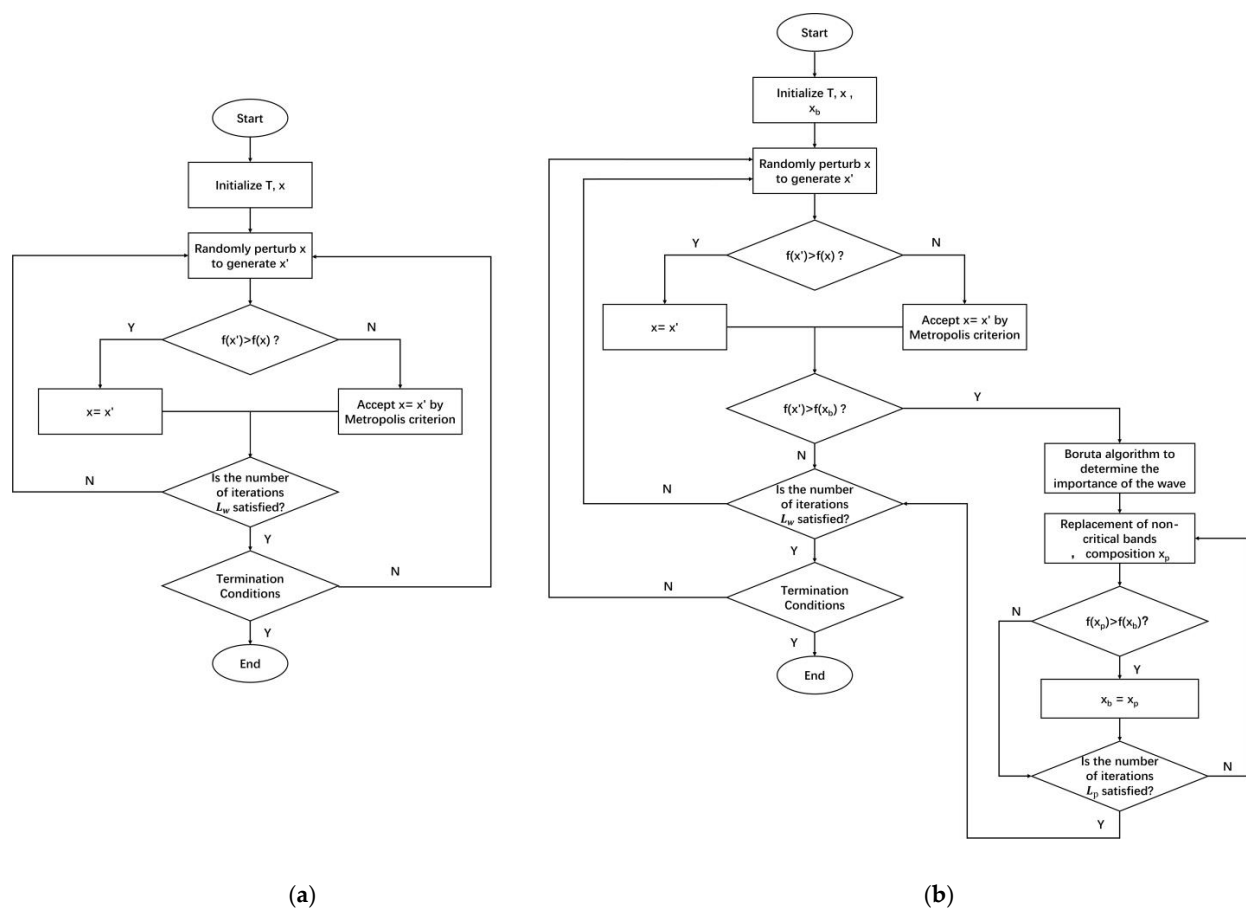 Start
Initialize T, x
Randomly perturb x
to generate x'
f(x')>f(x) ?
Y
N
x= x'
Accept x= x' by
Metropolis criterion
Is the number
of iterations
L_w satisfied?
N
Y
Termination
Conditions
N
Y
End
(a)
Start
Initialize T, x ,
x_b
Randomly perturb x
to generate x'
f(x')>f(x) ?
Y
N
x= x'
Accept x= x' by
Metropolis criterion
f(x')>f(x_b) ?
Y
N
Is the number
of iterations
L_w satisfied?
N
Y
Termination
Conditions
N
Y
End
Boruta algorithm to
determine the
importance of the wave
Replacement of non-
critical bands
， composition x_p
f(x_p)>f(x_b)?
N
Y
x_b = x_p
Is the number
of iterations
L_p satisfied?
N
Y
(b)